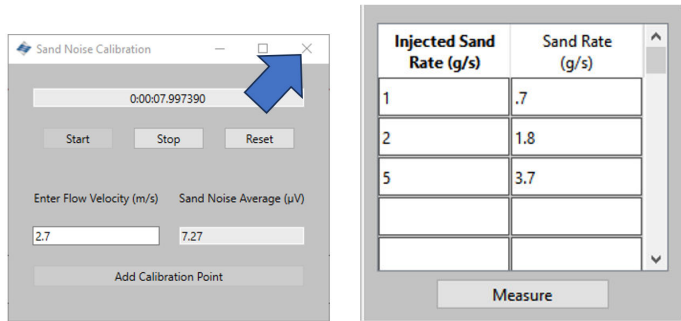 Sand Noise Calibration
0:00:07.997390
Start Stop Reset
Enter Flow Velocity (m/s) Sand Noise Average (µV)
2.7 7.27
Add Calibration Point
Injected Sand Sand Rate
Rate (g/s) (g/s)
1 .7
2 1.8
5 3.7
Measure